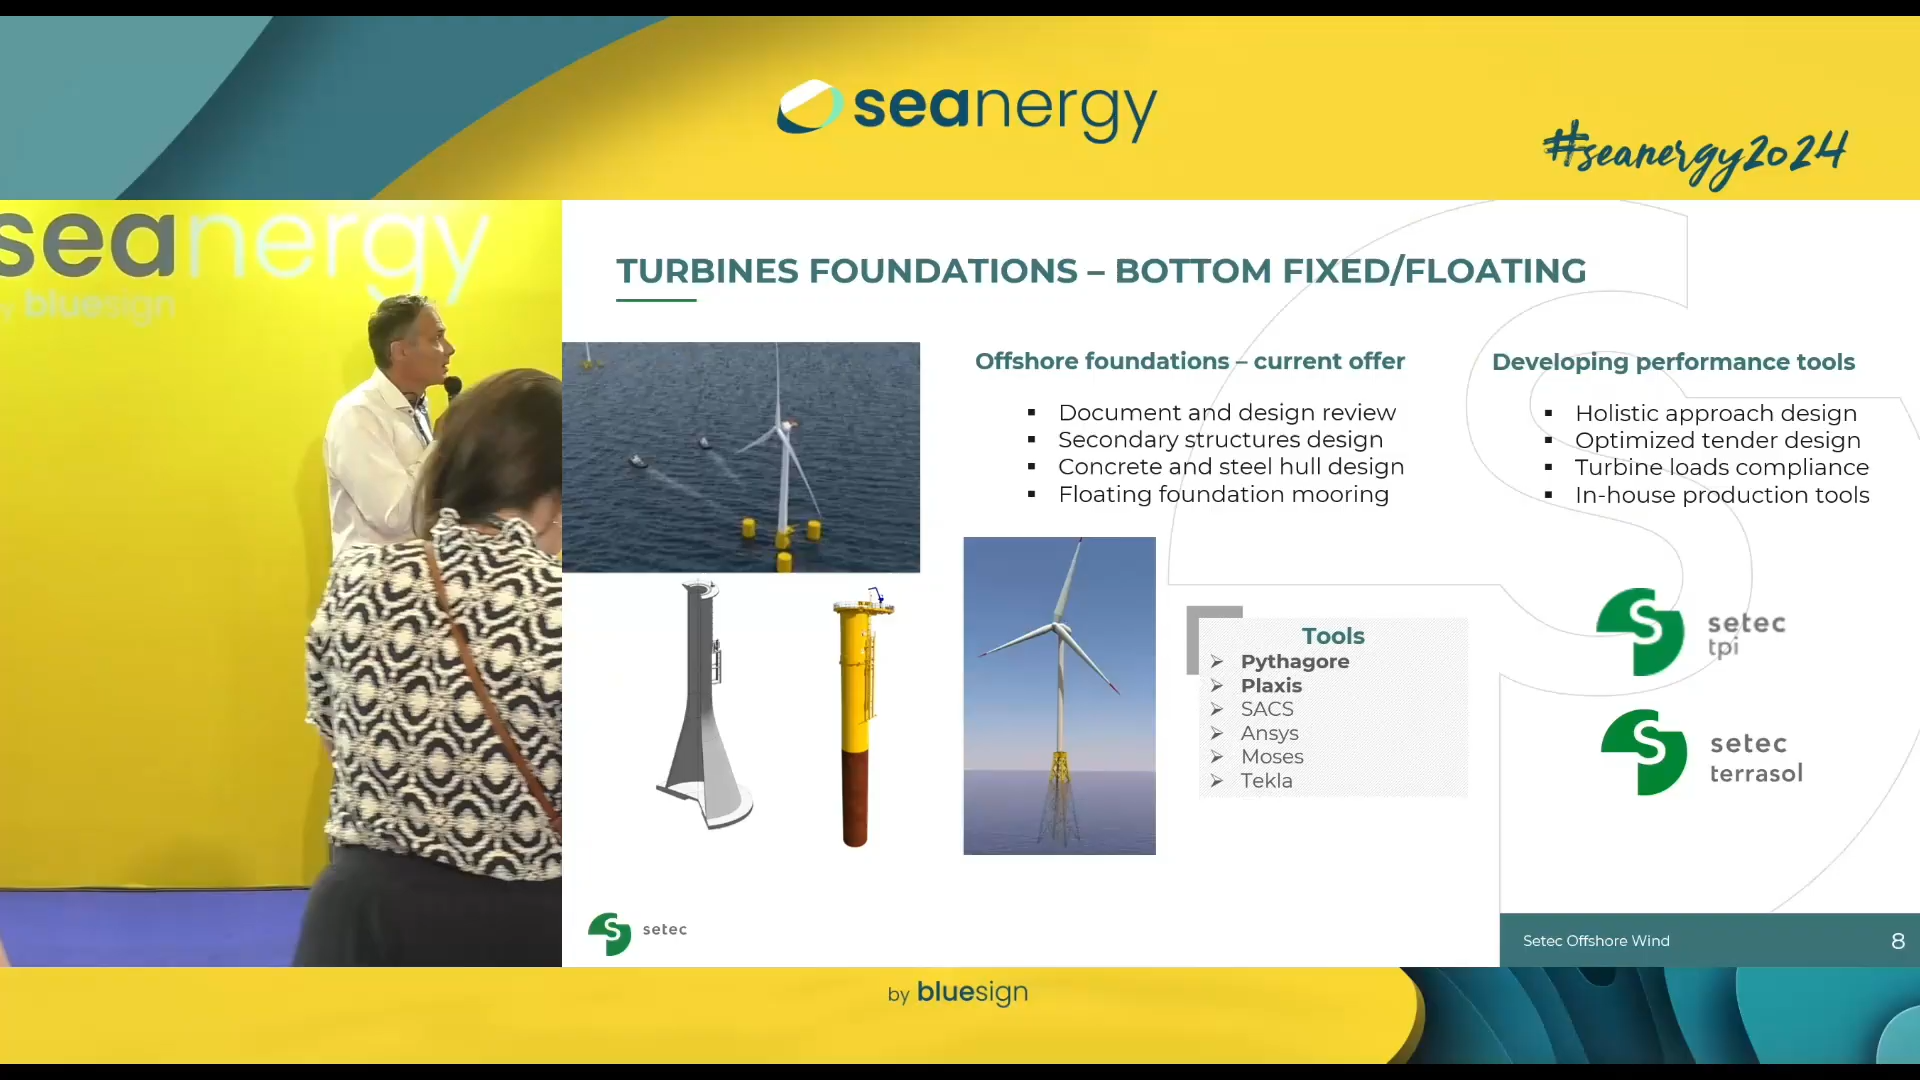 seanergy
#seanergy2024
seanergy
by bluesign
TURBINES FOUNDATIONS – BOTTOM FIXED/FLOATING
Offshore foundations – current offer
▪ Document and design review
▪ Secondary structures design
▪ Concrete and steel hull design
▪ Floating foundation mooring
Developing performance tools
▪ Holistic approach design
▪ Optimized tender design
▪ Turbine loads compliance
▪ In-house production tools
Tools
➢ Pythagore
➢ Plaxis
➢ SACS
➢ Ansys
➢ Moses
➢ Tekla
setec
tpi
setec
terrasol
setec
Setec Offshore Wind
8
by bluesign